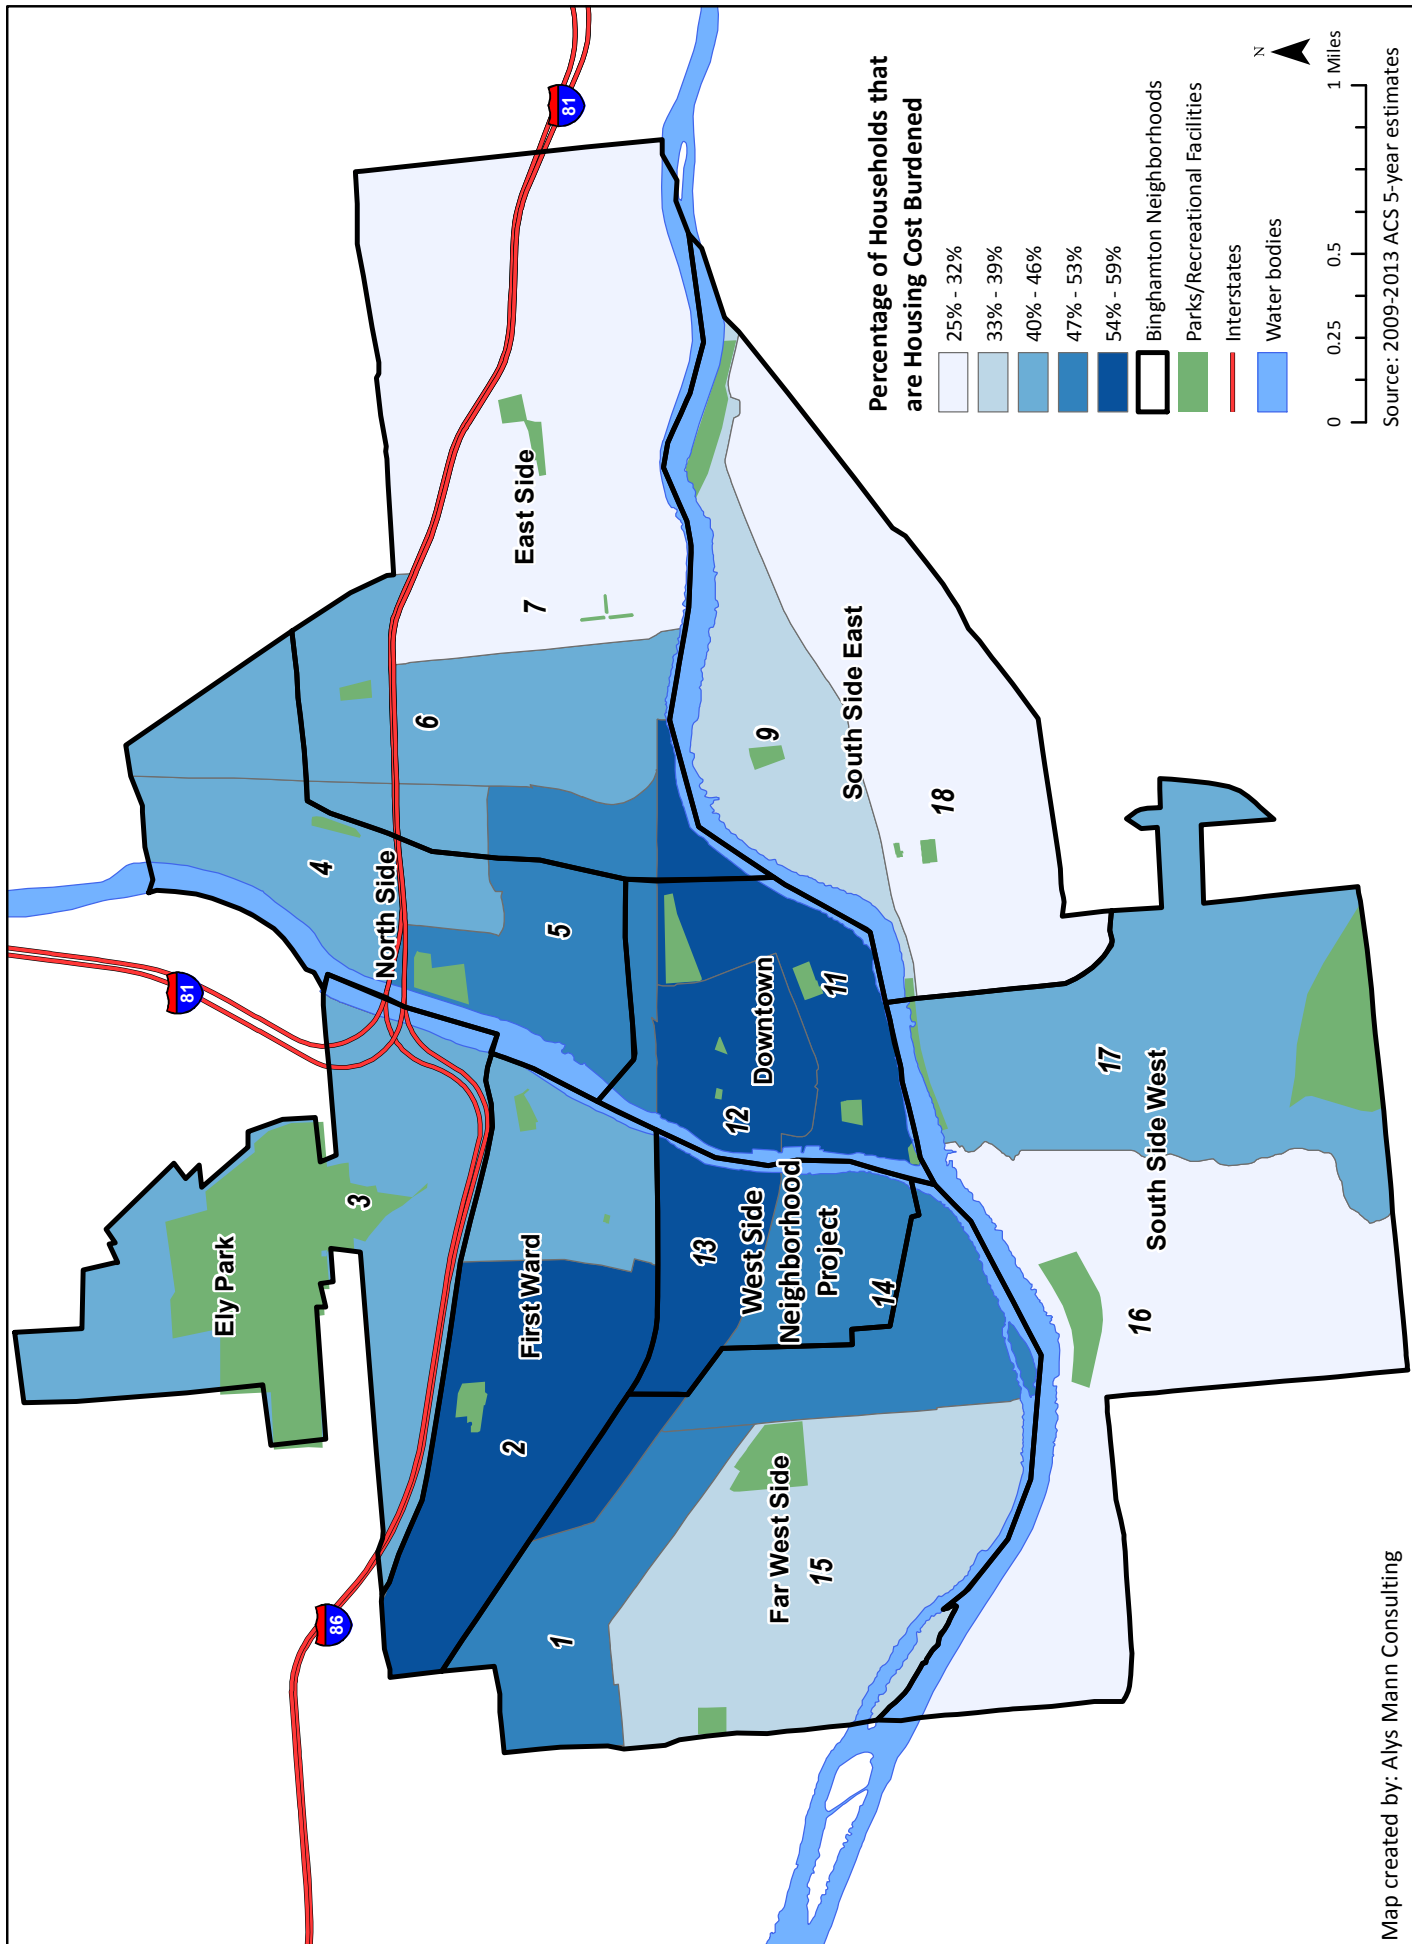 81
81
86
Ely Park
3
North Side
4
6
5
7
East Side
First Ward
2
1
Downtown
12
11
13
West Side
Neighborhood
Project
14
Far West Side
15
9
South Side East
18
17
South Side West
16
Percentage of Households that
are Housing Cost Burdened
25% - 32%
33% - 39%
40% - 46%
47% - 53%
54% - 59%
Binghamton Neighborhoods
Parks/Recreational Facilities
Interstates
Water bodies
N
0 0.25 0.5 1 Miles
Source: 2009-2013 ACS 5-year estimates
Map created by: Alys Mann Consulting